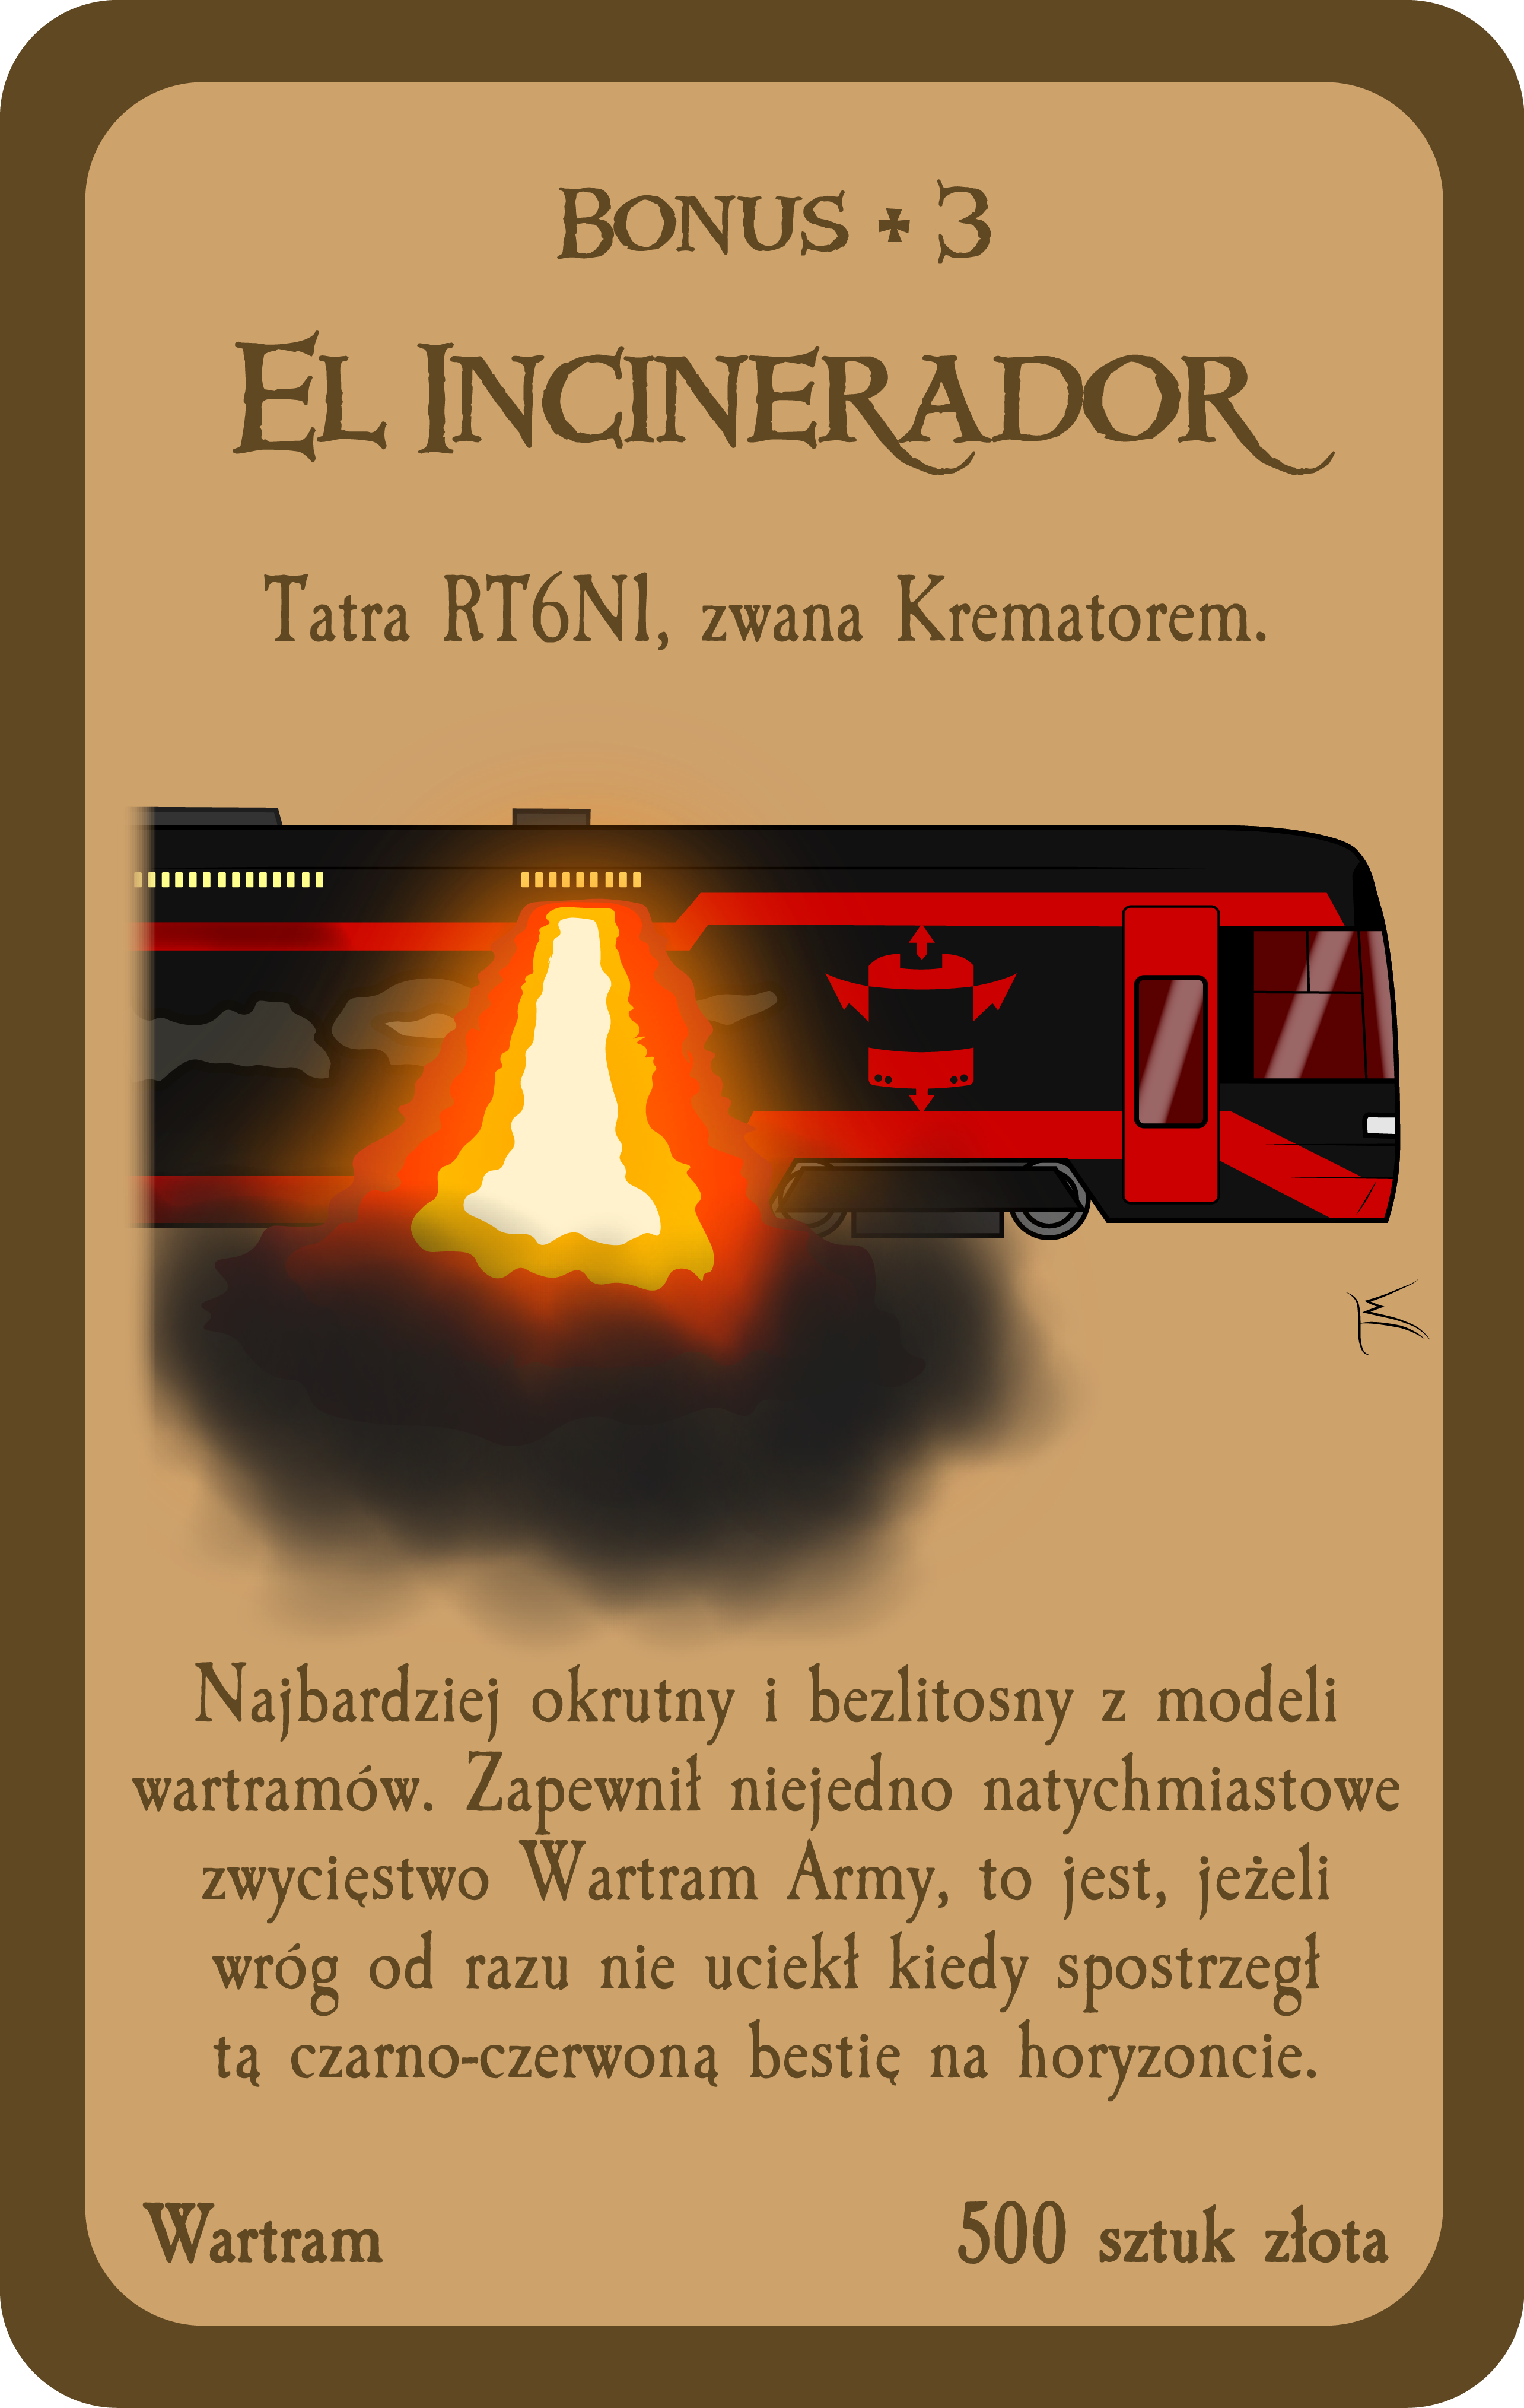 Bonus + 3
El Incinerador
Tatra RT6N1, zwana Krematorem.
Najbardziej okrutny i bezlitosny z modeli
wartramów. Zapewnił niejedno natychmiastowe
zwycięstwo Wartram Army, to jest, jeżeli
wróg od razu nie uciekł kiedy spostrzegł
tą czarno-czerwoną bestię na horyzoncie.
Wartram
500 sztuk złota